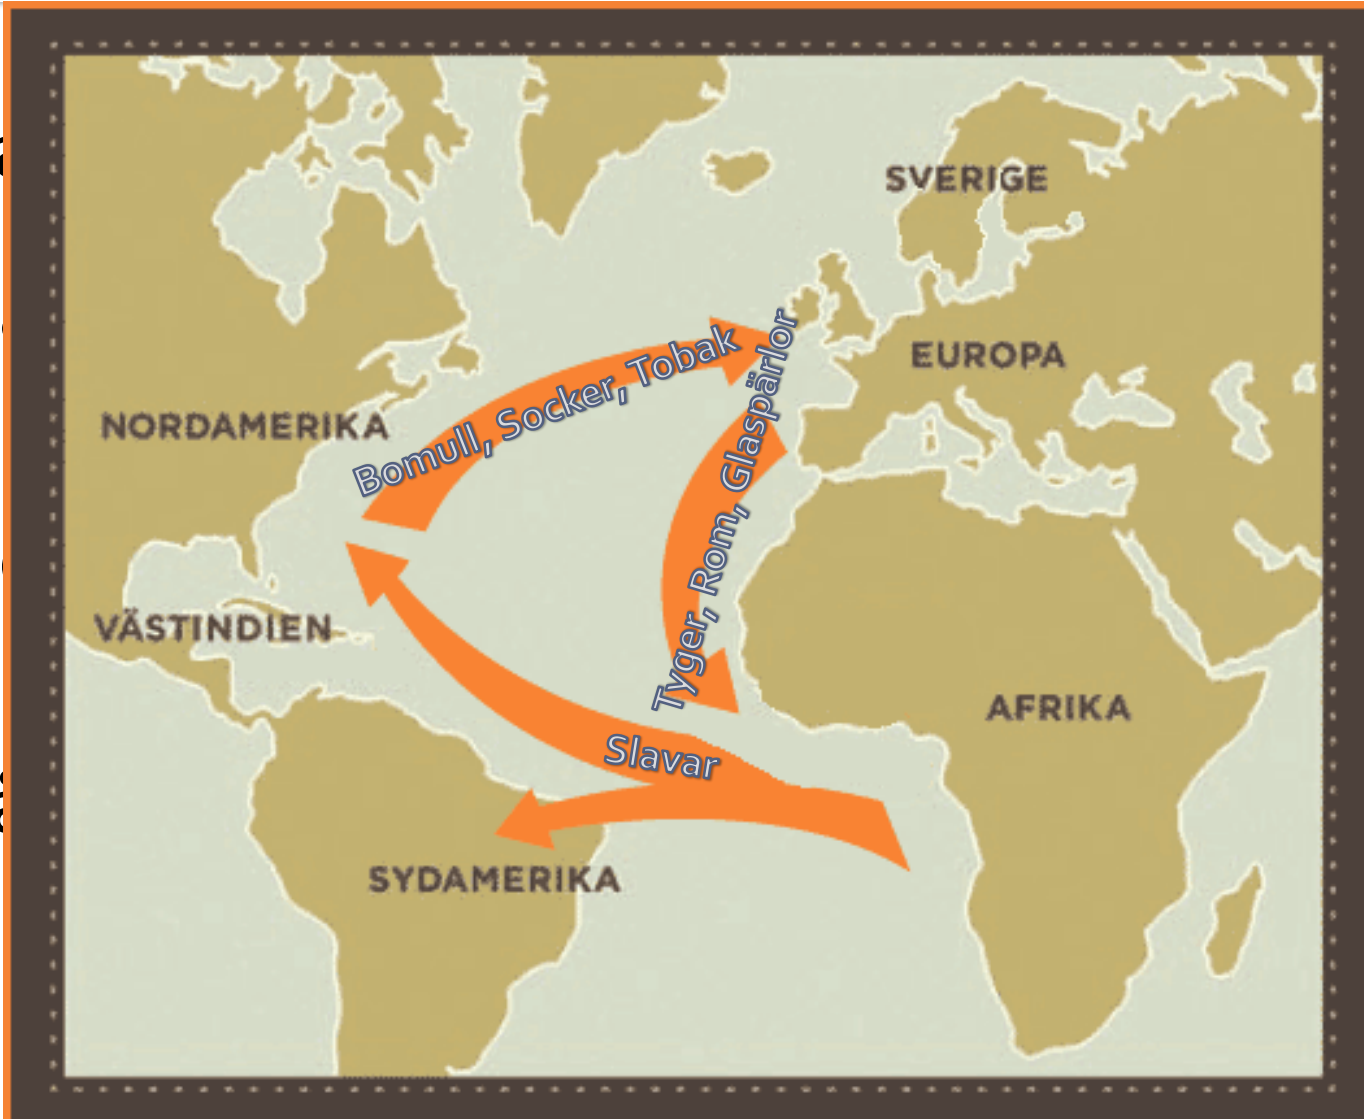 SVERIGE
EUROPA
Bomull, Socker, Tobak
Tyger, Rom, Glaspärlor
NORDAMERIKA
VÄSTINDIEN
AFRIKA
Slavar
SYDAMERIKA